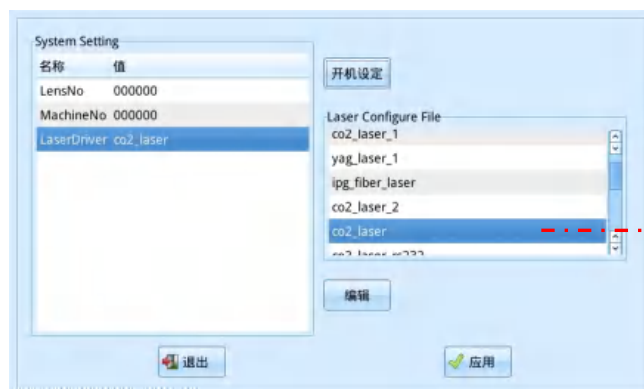 System Setting
名称 值
LensNo 000000
MachineNo 000000
LaserDriver co2_laser
开机设定
Laser Configure File
co2_laser_1
yag_laser_1
ipg_fiber_laser
co2_laser_2
co2_laser
co2_laser_rs232
编辑
退出
应用